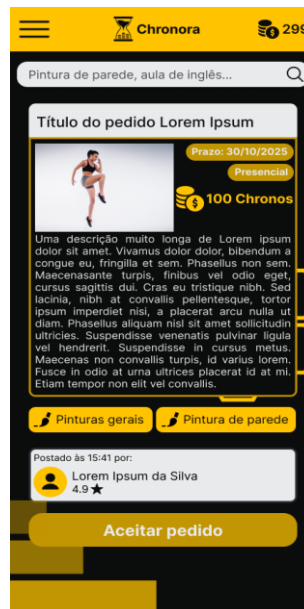 Chronora
299
Pintura de parede, aula de inglês...
Título do pedido Lorem Ipsum
Prazo: 30/10/2025
Presencial
100 Chronos
Uma descrição muito longa de Lorem ipsum
dolor sit amet. Vivamus dolor dolor, bibendum a
congue eu, fringilla et sem. Phasellus non sem.
Maecenasante turpis, finibus vel odio eget,
cursus sagittis dui. Cras eu tristique nibh. Sed
lacinia, nibh at convallis pellentesque, tortor
ipsum imperdiet nisi, a placerat arcu nulla ut
diam. Phasellus aliquam nisl sit amet sollicitudin
ultricies. Suspendisse venenatis pulvinar ligula
vel hendrerit. Suspendisse in cursus metus.
Maecenas non convallis turpis, id varius lorem.
Fusce in odio at urna ultrices placerat id at mi.
Etiam tempor non elit vel convallis.
Pinturas gerais
Pintura de parede
Postado às 15:41 por:
Lorem Ipsum da Silva
4.9★
Aceitar pedido